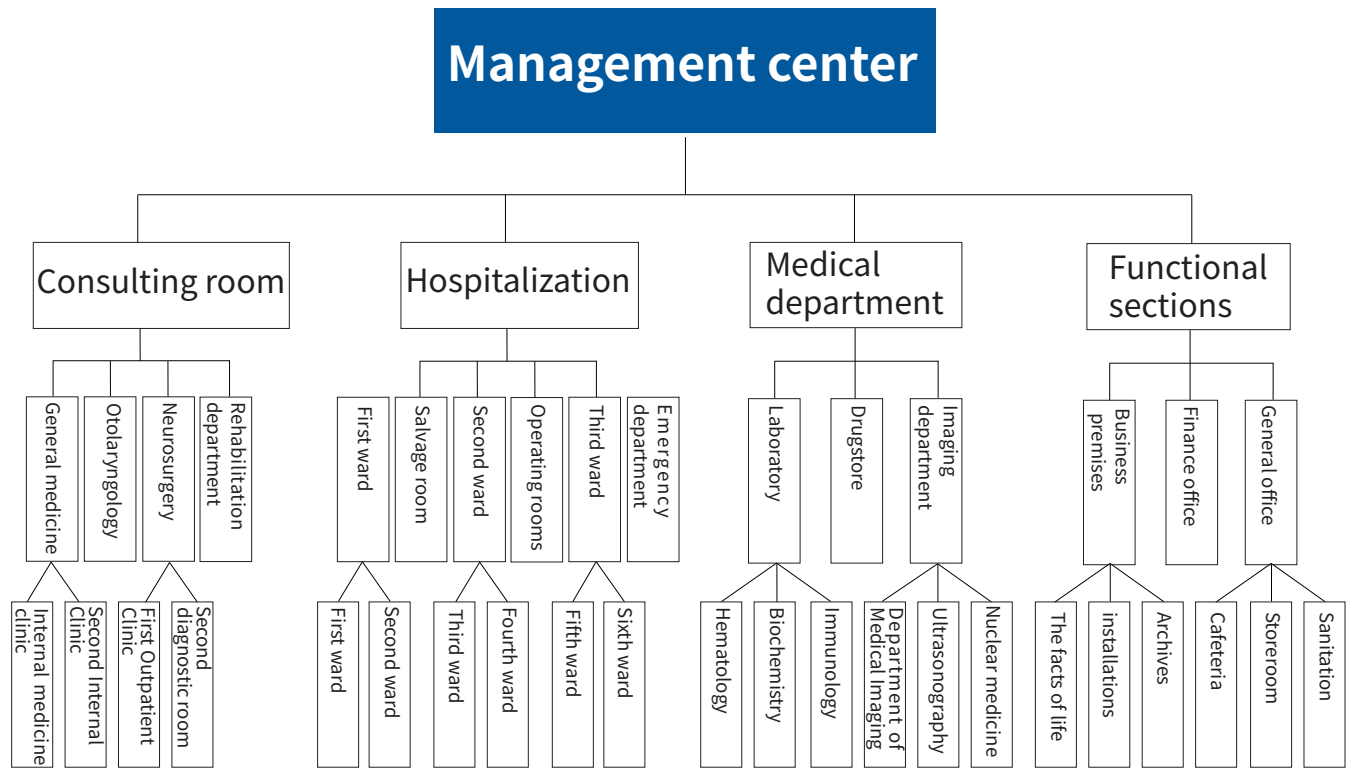 Management center
Consulting room
Hospitalization
Medical
department
Functional
sections
General medicine
Otolaryngology
Neurosurgery
Rehabilitation
department
First ward
Salvage room
Second ward
Operating rooms
Third ward
Emergency
department
Laboratory
Drugstore
Imaging
department
Business
premises
Finance office
General office
Internal medicine
clinic
Second Internal
Clinic
First Outpatient
Clinic
Second
diagnostic room
First ward
Second ward
Third ward
Fourth ward
Fifth ward
Sixth ward
Hematology
Biochemistry
Immunology
Department of
Medical Imaging
Ultrasonography
Nuclear medicine
The facts of life
installations
Archives
Cafeteria
Storeroom
Sanitation